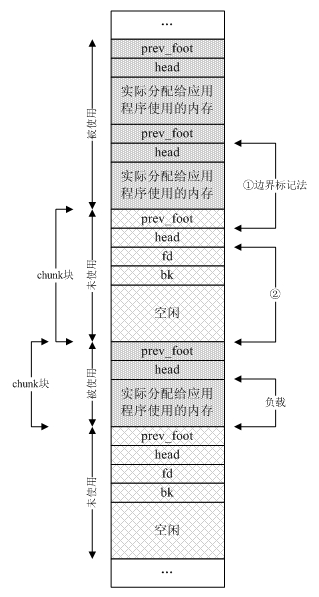 ...
prev_foot
head
实际分配给应用
程序使用的内存
prev_foot
head
实际分配给应用
程序使用的内存
被使用
①边界标记法
prev_foot
head
fd
bk
空闲
未使用
chunk块
②
prev_foot
head
实际分配给应用
程序使用的内存
被使用
chunk块
负载
prev_foot
head
fd
bk
空闲
未使用
...